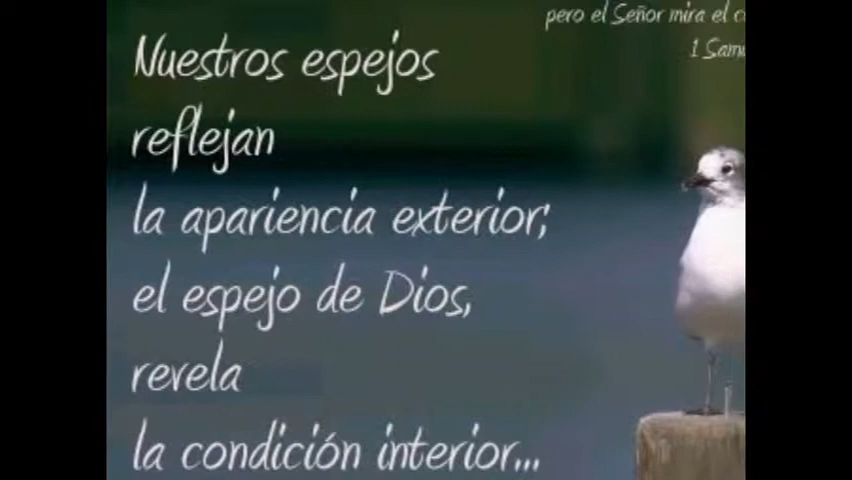 pero el Señor mira el
1
Nuestros espejos
reflejan
la apariencia exterior;
el espejo de Dios,
revela
la condición interior...